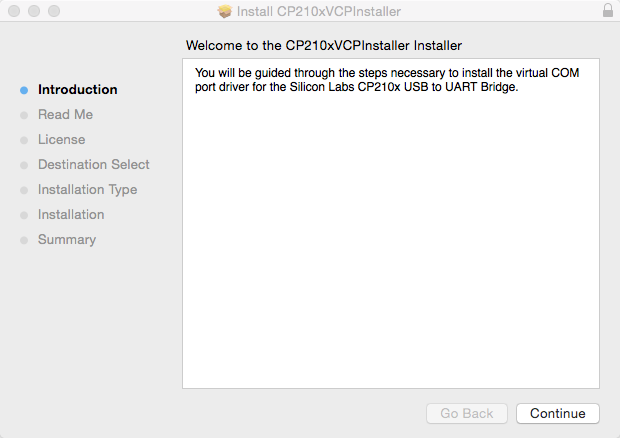 Install CP210xVCPInstaller
Welcome to the CP210xVCPInstaller Installer
Introduction
Read Me
License
Destination Select
Installation Type
Installation
Summary
You will be guided through the steps necessary to install the virtual COM
port driver for the Silicon Labs CP210x USB to UART Bridge.
Go Back
Continue